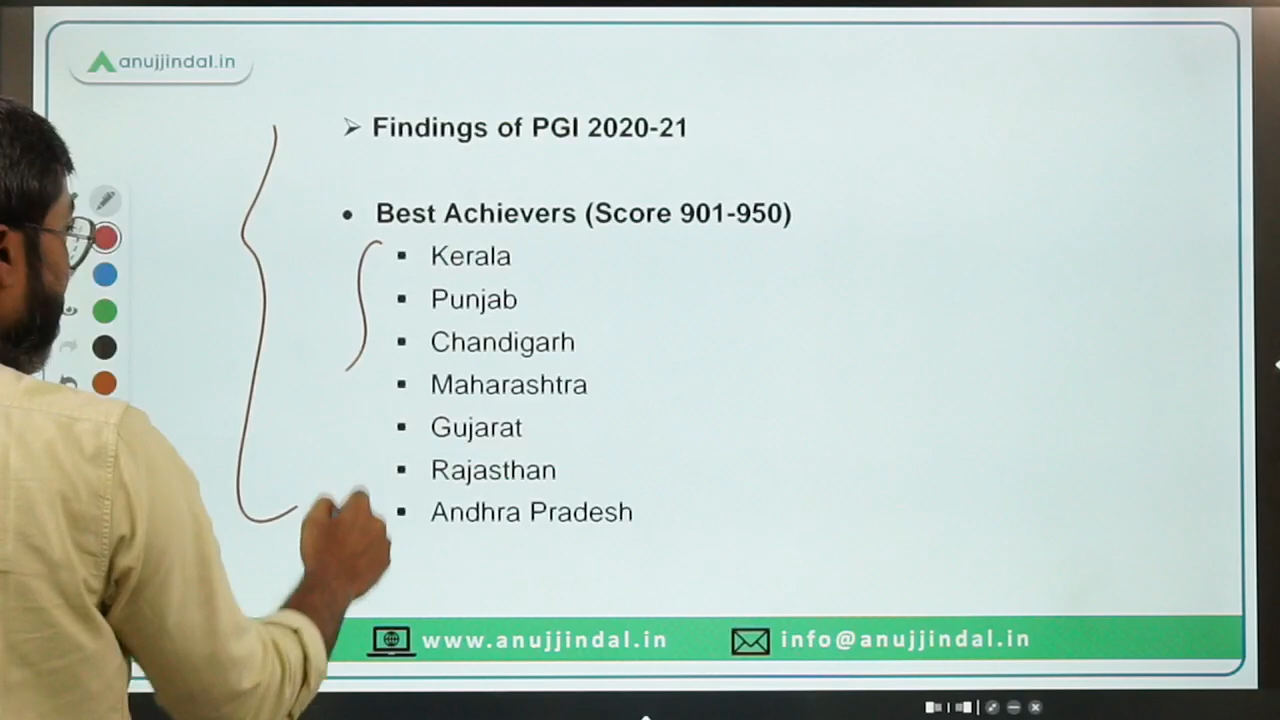 anujjindal.in
Findings of PGI 2020-21
Best Achievers (Score 901-950)
Kerala
Punjab
Chandigarh
Maharashtra
Gujarat
Rajasthan
Andhra Pradesh
www.anujjindal.in
info@anujjindal.in